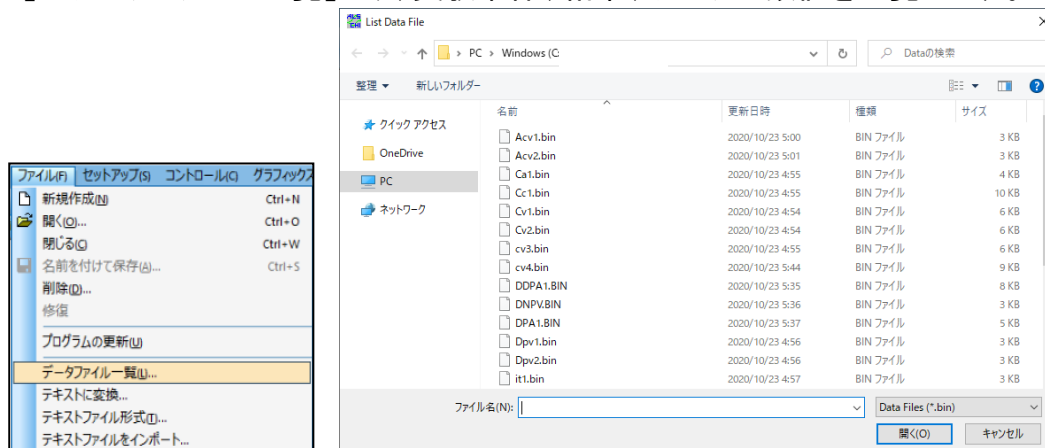 List Data File
PC > Windows (C:
Dataの検索
整理
新しいフォルダー
名前
更新日時
種類
サイズ
クイック アクセス
OneDrive
PC
ネットワーク
Acv1.bin 2020/10/23 5:00 BIN ファイル 3 KB
Acv2.bin 2020/10/23 5:01 BIN ファイル 3 KB
Ca1.bin 2020/10/23 4:55 BIN ファイル 4 KB
Cc1.bin 2020/10/23 4:55 BIN ファイル 10 KB
Cv1.bin 2020/10/23 4:54 BIN ファイル 6 KB
Cv2.bin 2020/10/23 4:54 BIN ファイル 6 KB
cv3.bin 2020/10/23 4:55 BIN ファイル 6 KB
cv4.bin 2020/10/23 5:44 BIN ファイル 9 KB
DDPA1.BIN 2020/10/23 5:35 BIN ファイル 8 KB
DNPV.BIN 2020/10/23 5:36 BIN ファイル 3 KB
DPA1.BIN 2020/10/23 5:37 BIN ファイル 5 KB
Dpv1.bin 2020/10/23 4:56 BIN ファイル 3 KB
Dpv2.bin 2020/10/23 4:56 BIN ファイル 3 KB
it1.bin 2020/10/23 4:57 BIN ファイル 3 KB
ファイル名(N):
Data Files (*.bin)
開く(O)
キャンセル
ファイル(F) セットアップ(S) コントロール(C) グラフィックス
新規作成(N) Ctrl+N
開く(O)... Ctrl+O
閉じる(C Ctrl+W
名前を付けて保存(A)... Ctrl+S
削除(D)...
修復
プログラムの更新(U)
データファイル一覧(L)...
テキストに変換...
テキストファイル形式(T)...
テキストファイルをインポート...